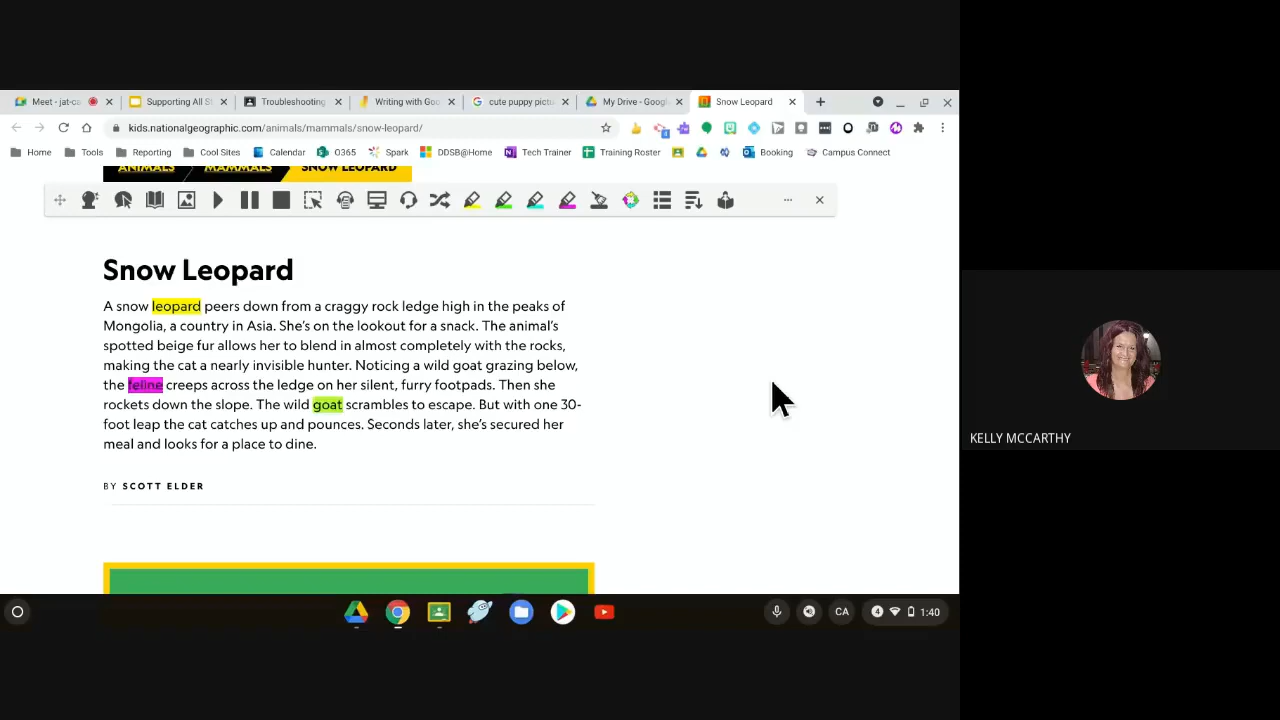 Meet - jat-co
Supporting All St
Troubleshooting
Writing with Goo
cute puppy pictu
My Drive - Google
Snow Leopard
kids.nationalgeographic.com/animals/mammals/snow-leopard/
Home
Tools
Reporting
Cool Sites
Calendar
O365
Spark
DDSB@Home
Tech Trainer
Training Roster
Booking
Campus Connect
ANIMALS
MAMMALS
SNOW LEOPARD
Snow Leopard
A snow leopard peers down from a craggy rock ledge high in the peaks of
Mongolia, a country in Asia. She's on the lookout for a snack. The animal's
spotted beige fur allows her to blend in almost completely with the rocks,
making the cat a nearly invisible hunter. Noticing a wild goat grazing below,
the feline creeps across the ledge on her silent, furry footpads. Then she
rockets down the slope. The wild goat scrambles to escape. But with one 30-
foot leap the cat catches up and pounces. Seconds later, she's secured her
meal and looks for a place to dine.
BY SCOTT ELDER
KELLY MCCARTHY
CA
4
1:40